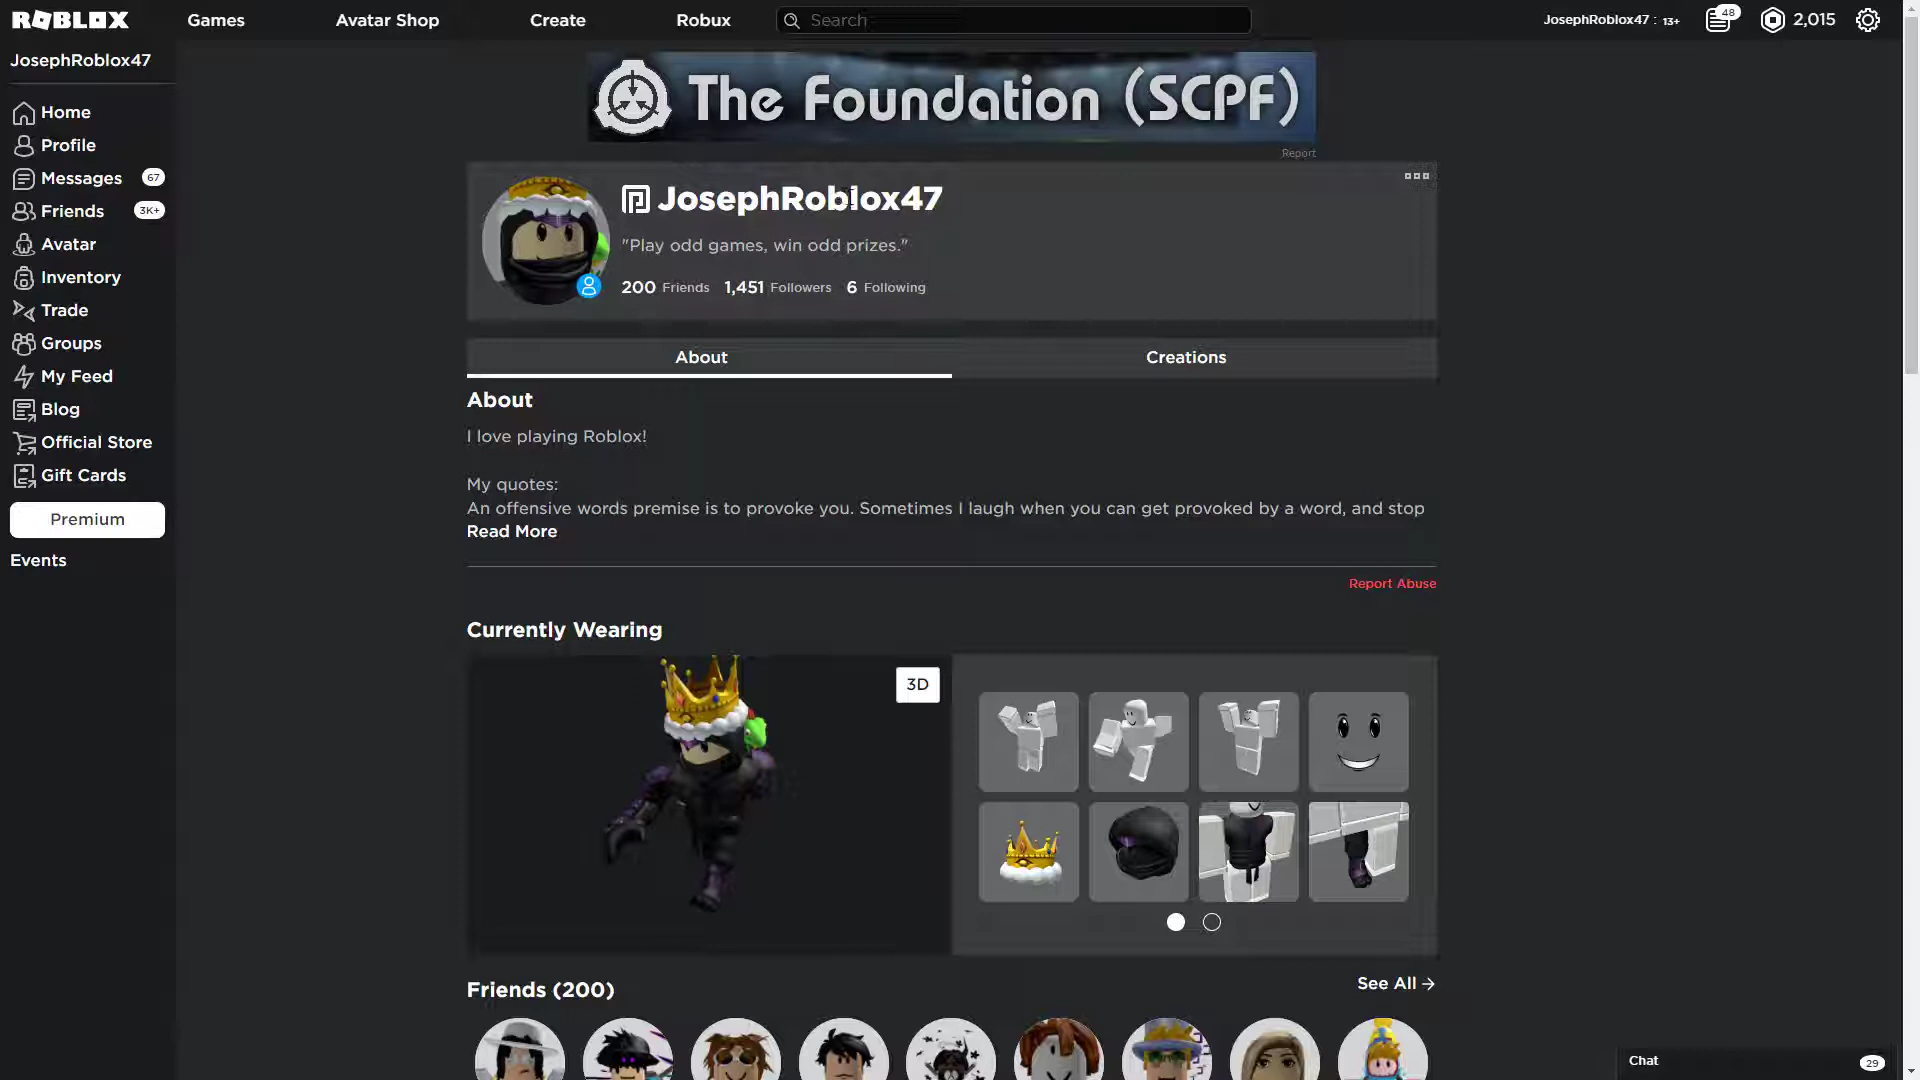 ROBLOX Games Avatar Shop Create Robux Search JosephRoblox47 : 13+ 48 2,015
JosephRoblox47
Home
Profile
Messages 67
Friends 3K+
Avatar
Inventory
Trade
Groups
My Feed
Blog
Official Store
Gift Cards
Premium
Events
The Foundation (SCPF)
Report
JosephRoblox47
"Play odd games, win odd prizes."
200 Friends 1,451 Followers 6 Following
About Creations
About
I love playing Roblox!
My quotes:
An offensive words premise is to provoke you. Sometimes I laugh when you can get provoked by a word, and stop
Read More
Report Abuse
Currently Wearing
3D
Friends (200) See All →
Chat 29